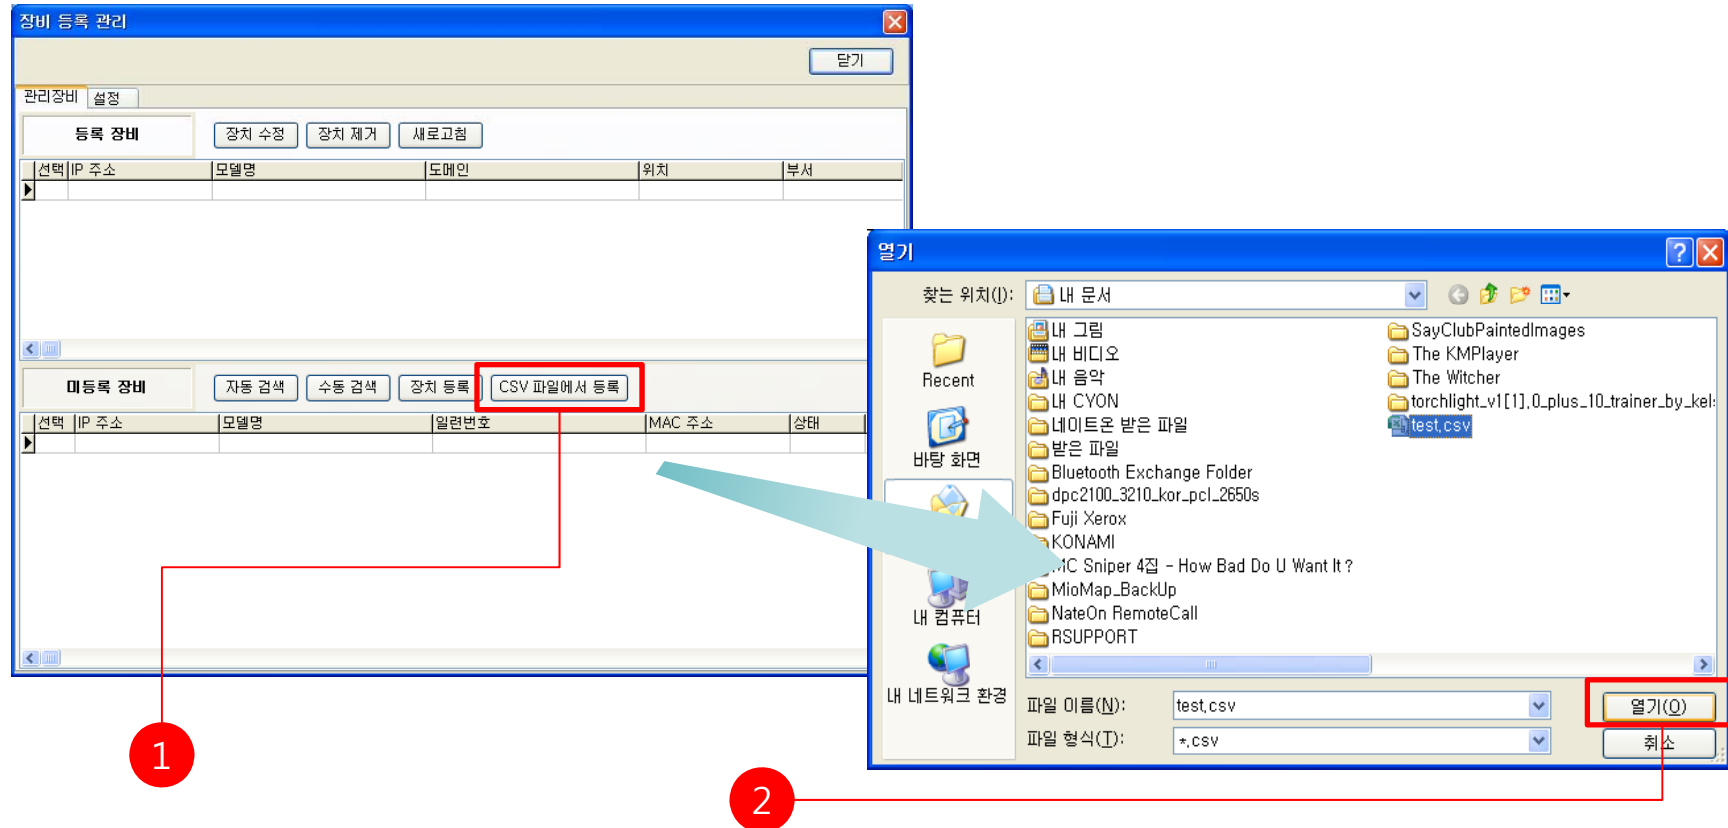 장비 등록 관리
닫기
관리장비 설정
등록 장비 장치 수정 장치 제거 새로고침
선택 IP 주소 모델명 도메인 위치 부서
미등록 장비 자동 검색 수동 검색 장치 등록 CSV 파일에서 등록
선택 IP 주소 모델명 일련번호 MAC 주소 상태
1
열기
찾는 위치(I): 내 문서
Recent
바탕 화면
내 컴퓨터
내 네트워크 환경
내 그림
내 비디오
내 음악
내 CYON
네이트온 받은 파일
받은 파일
Bluetooth Exchange Folder
dpc2100_3210_kor_pcl_2650s
Fuji Xerox
KONAMI
MC Sniper 4집 - How Bad Do U Want It ?
MioMap_BackUp
NateOn RemoteCall
RSUPPORT
SayClubPaintedImages
The KMPlayer
The Witcher
torchlight_v1[1].0_plus_10_trainer_by_kel
test.csv
파일 이름(N): test.csv 열기(O)
파일 형식(T): *.csv 취소
2